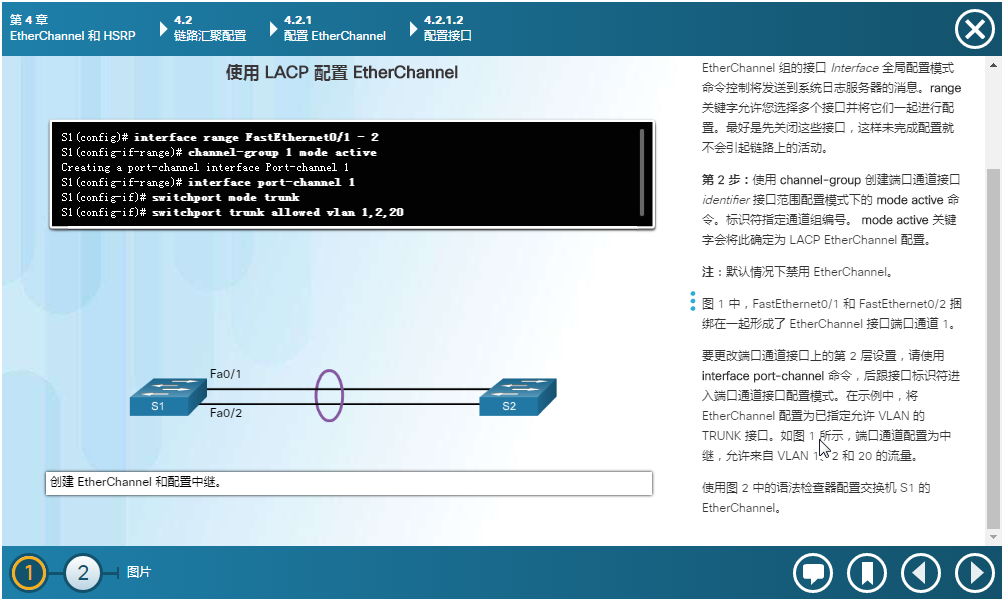 第 4 章
EtherChannel 和 HSRP
4.2
链路汇聚配置
4.2.1
配置 EtherChannel
4.2.1.2
配置接口
使用 LACP 配置 EtherChannel
S1(config)# interface range FastEthernet0/1 - 2
S1(config-if-range)# channel-group 1 mode active
Creating a port-channel interface Port-channel 1
S1(config-if-range)# interface port-channel 1
S1(config-if)# switchport mode trunk
S1(config-if)# switchport trunk allowed vlan 1,2,20
Fa0/1
S1
S2
Fa0/2
创建 EtherChannel 和配置中继。
EtherChannel 组的接口 Interface 全局配置模式
命令控制将发送到系统日志服务器的消息。range
关键字允许您选择多个接口并将它们一起进行配
置。最好是先关闭这些接口，这样未完成配置就
不会引起链路上的活动。
第 2 步：使用 channel-group 创建端口通道接口
identifier 接口范围配置模式下的 mode active 命
令。标识符指定通道组编号。 mode active 关键
字会将此确定为 LACP EtherChannel 配置。
注：默认情况下禁用 EtherChannel。
图 1 中，FastEthernet0/1 和 FastEthernet0/2 捆
绑在一起形成了 EtherChannel 接口端口通道 1。
要更改端口通道接口上的第 2 层设置，请使用
interface port-channel 命令，后跟接口标识符进
入端口通道接口配置模式。在示例中，将
EtherChannel 配置为已指定允许 VLAN 的
TRUNK 接口。如图 1 所示，端口通道配置为中
继，允许来自 VLAN 1、2 和 20 的流量。
使用图 2 中的语法检查器配置交换机 S1 的
EtherChannel。
1
2
图片